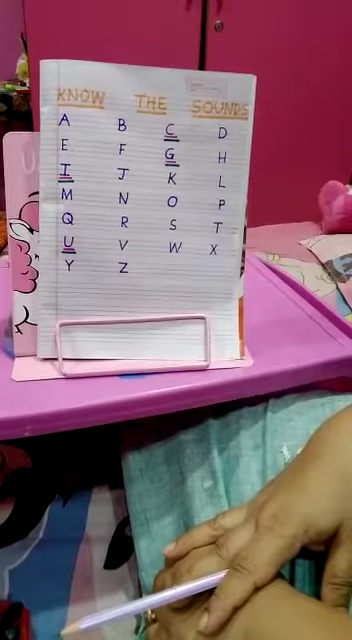 KNOW THE SOUNDS
A B C D
E F G H
I J K L
M N O P
Q R S T
U V W X
Y Z